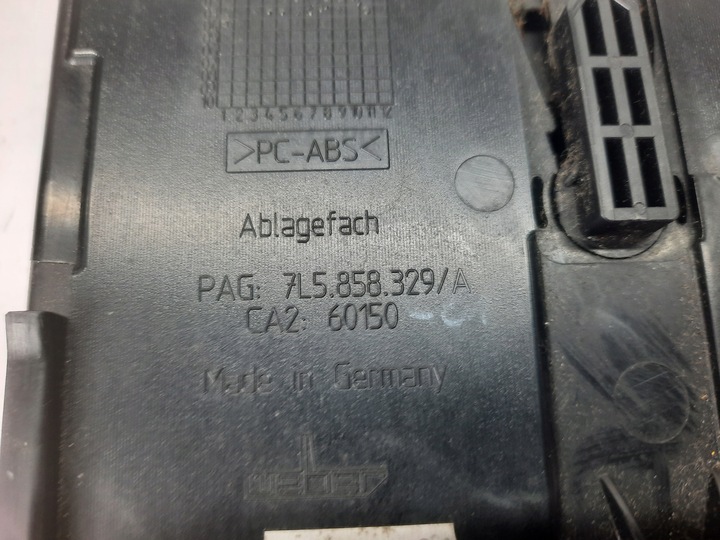 1 2 3 4 5 6 7 8 9 10 11 12
>PC-ABS<
Ablagefach
PAG: 7L5.858.329/A
CA2: 60150
Made in Germany
weber